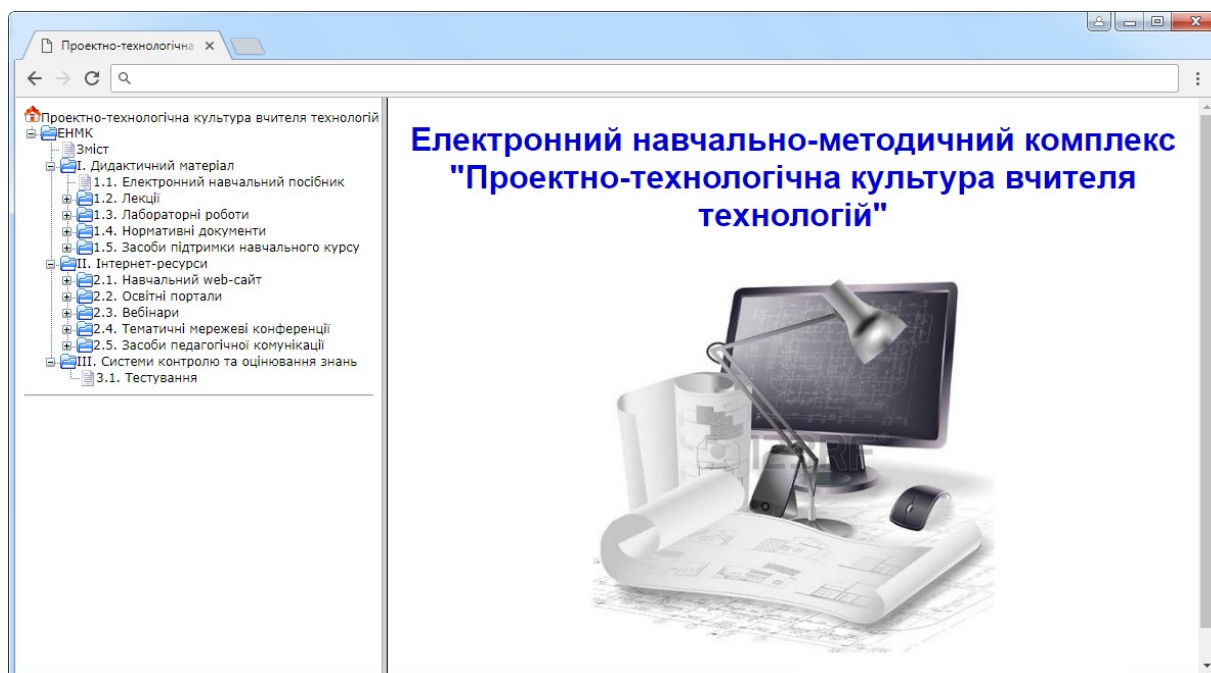 Проектно-технологічна
Проектно-технологічна культура вчителя технологій
ЕНМК
Зміст
I. Дидактичний матеріал
1.1. Електронний навчальний посібник
1.2. Лекції
1.3. Лабораторні роботи
1.4. Нормативні документи
1.5. Засоби підтримки навчального курсу
II. Інтернет-ресурси
2.1. Навчальний web-сайт
2.2. Освітні портали
2.3. Вебінари
2.4. Тематичні мережеві конференції
2.5. Засоби педагогічної комунікації
III. Системи контролю та оцінювання знань
3.1. Тестування
Електронний навчально-методичний комплекс
"Проектно-технологічна культура вчителя
технологій"